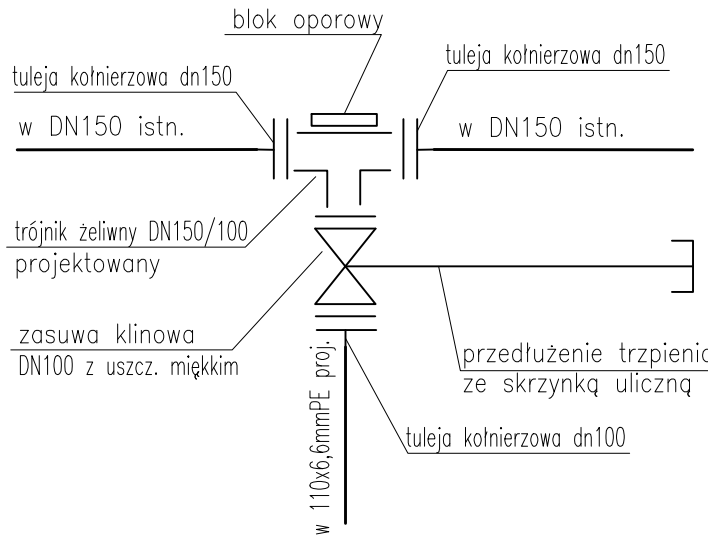 blok oporowy
tuleja kołnierzowa dn150
tuleja kołnierzowa dn150
w DN150 istn.
w DN150 istn.
trójnik żeliwny DN150/100
projektowany
zasuwa klinowa
DN100 z uszcz. miękkim
przedłużenie trzpienia
ze skrzynką uliczną
tuleja kołnierzowa dn100
w 110x6,6mmPE proj.